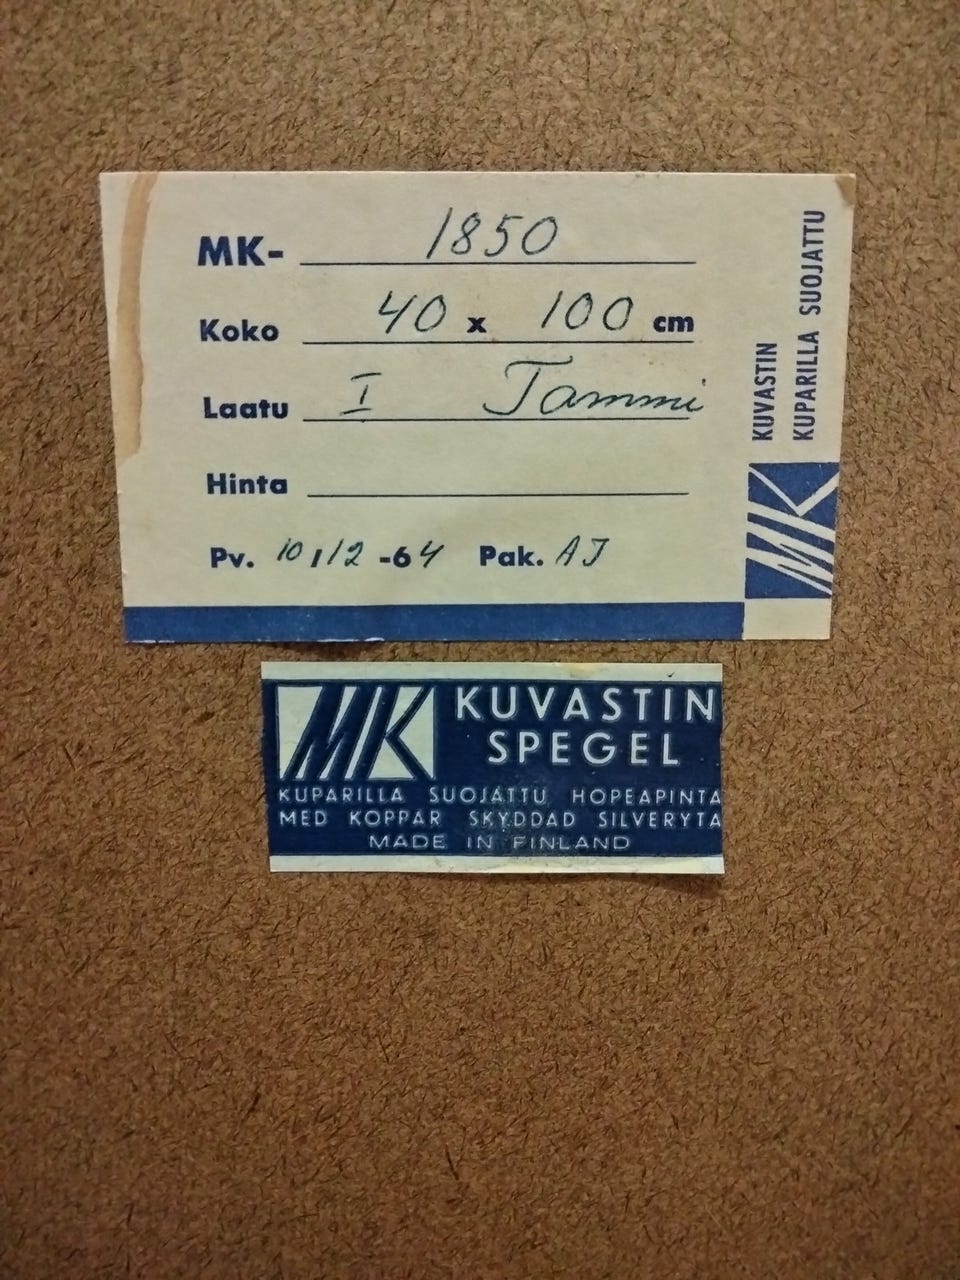 MK- 1850
Koko 40 x 100 cm
Laatu I Tammi
Hinta
Pv. 10 / 12 -64 Pak. AJ
KUVASTIN
KUPARILLA SUOJATTU
MK
MK KUVASTIN
SPEGEL
KUPARILLA SUOJATTU HOPEAPINTA
MED KOPPAR SKYDDAD SILVERYTA
MADE IN FINLAND